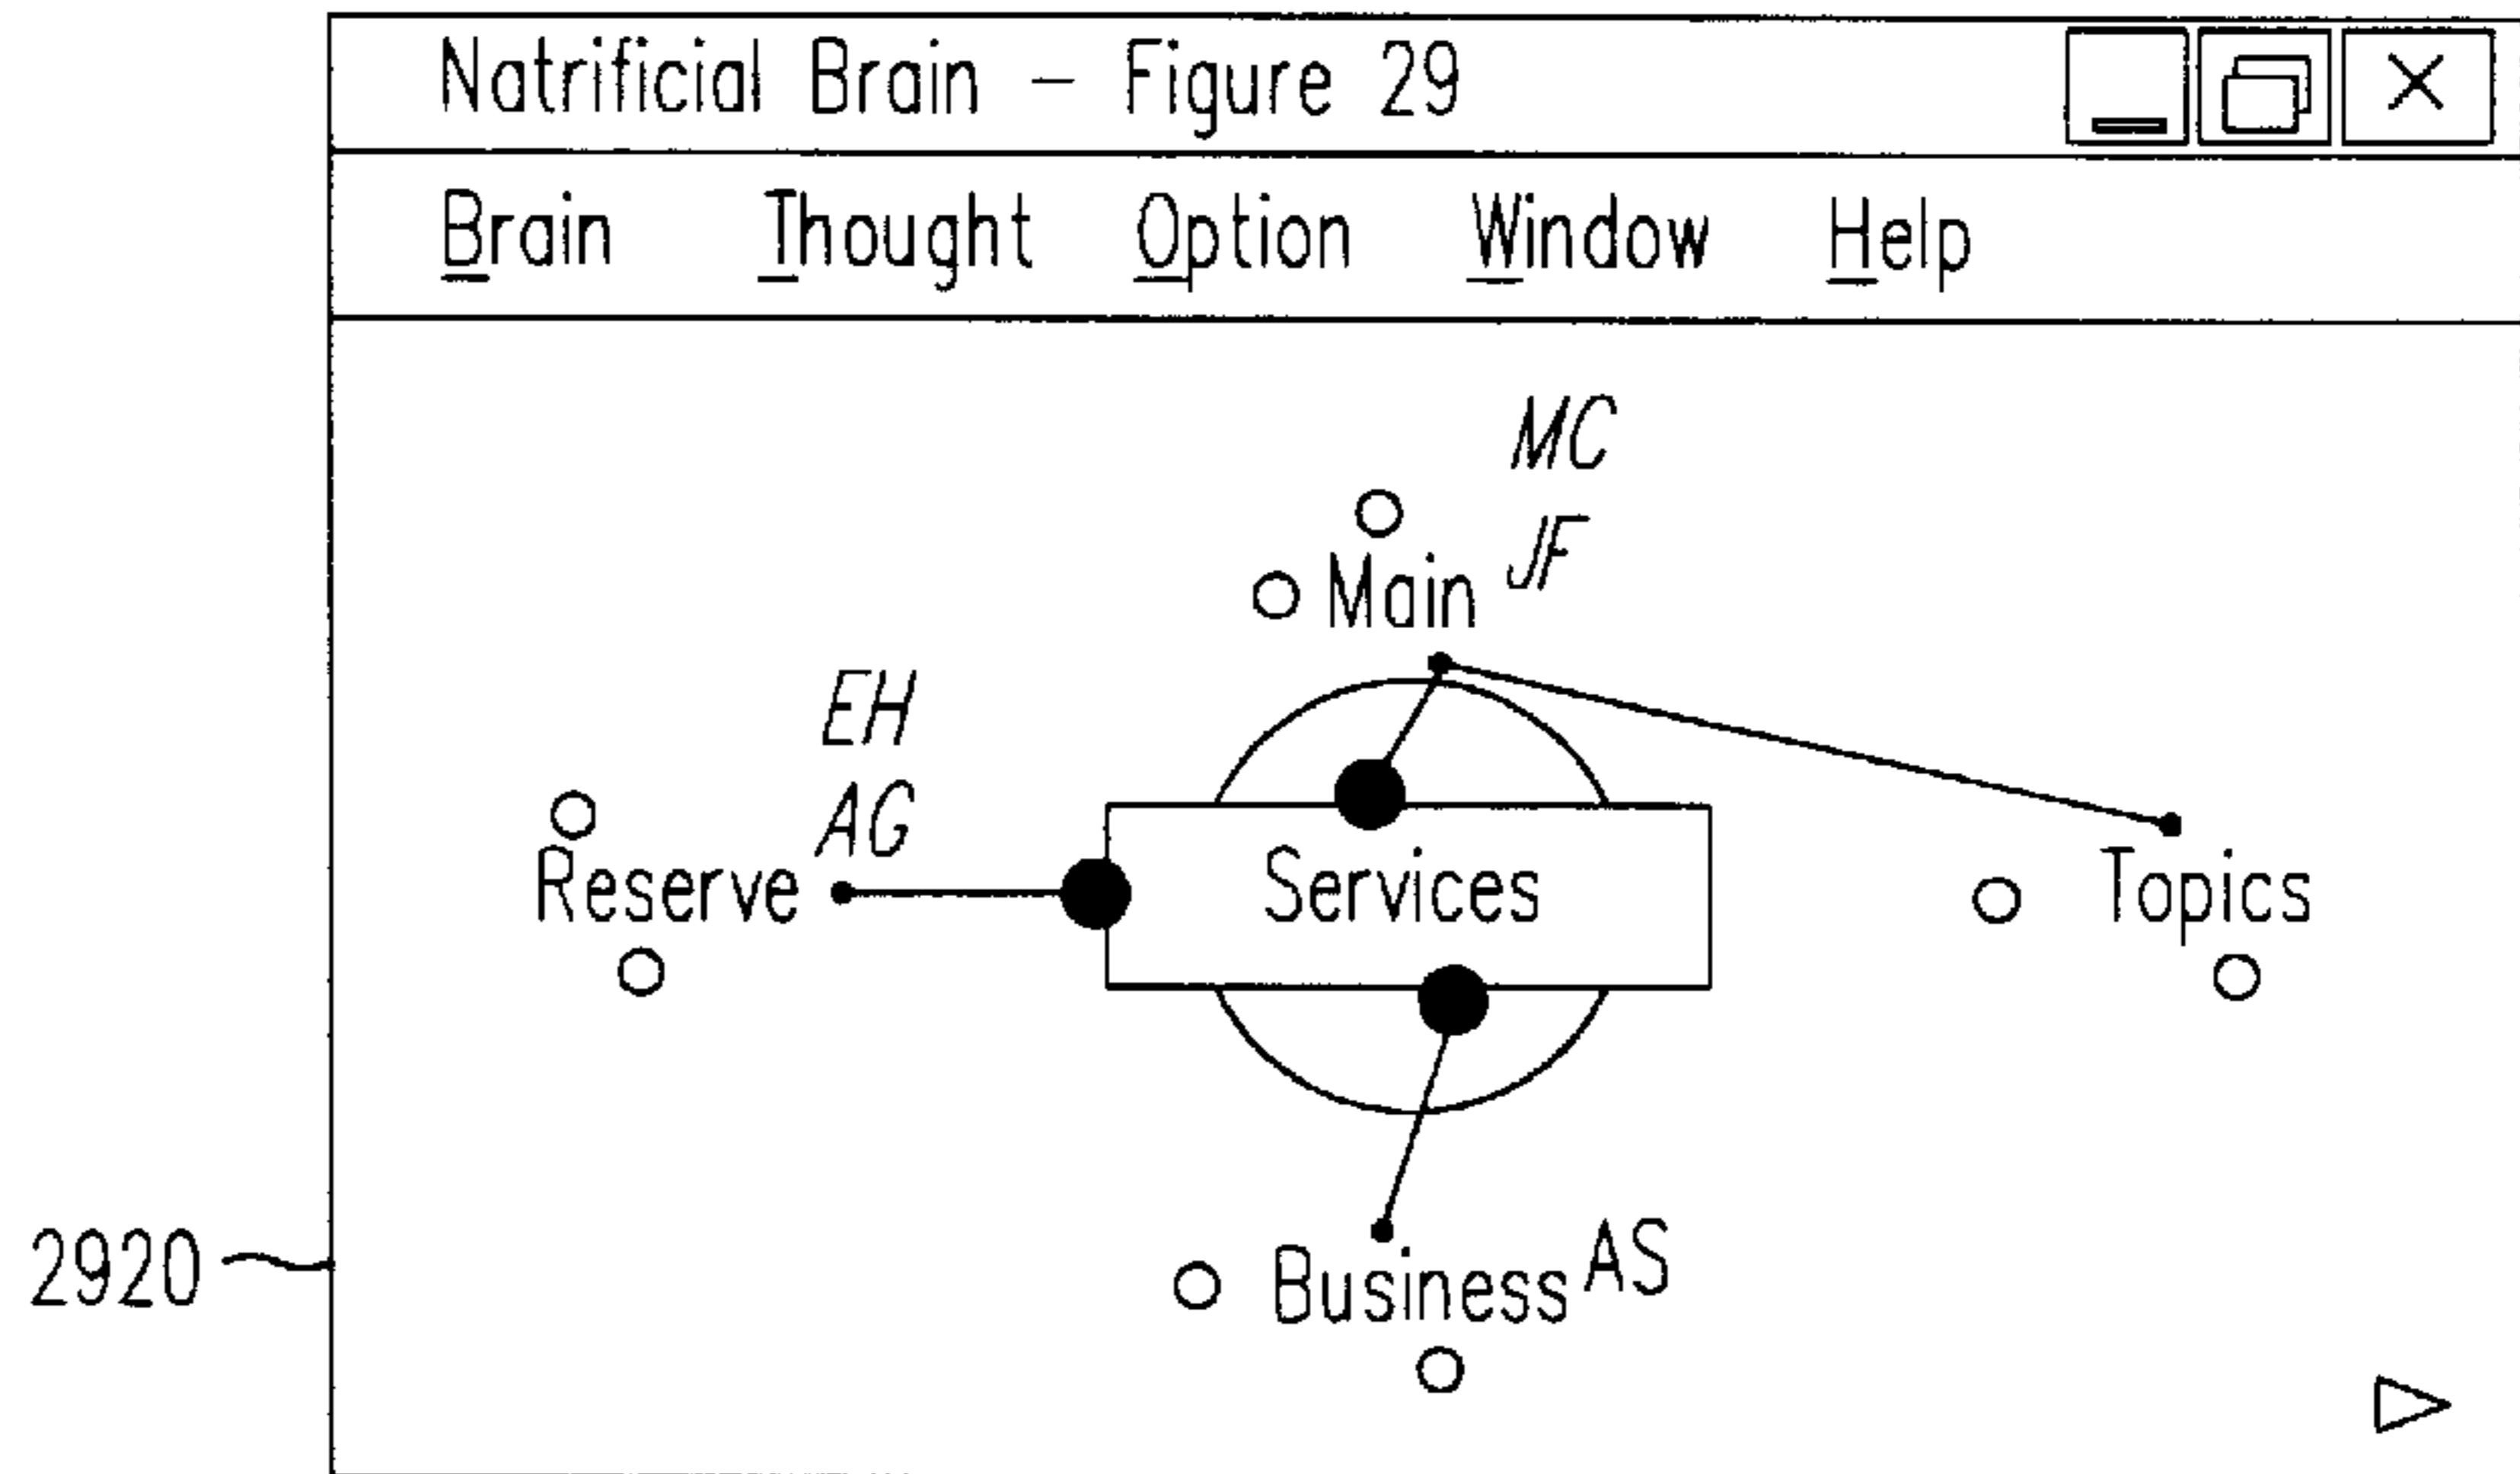 Natrificial Brain – Figure 29
Brain Thought Option Window Help
MC
JF
Main
EH
AG
Reserve
Services
Topics
2920
Business AS